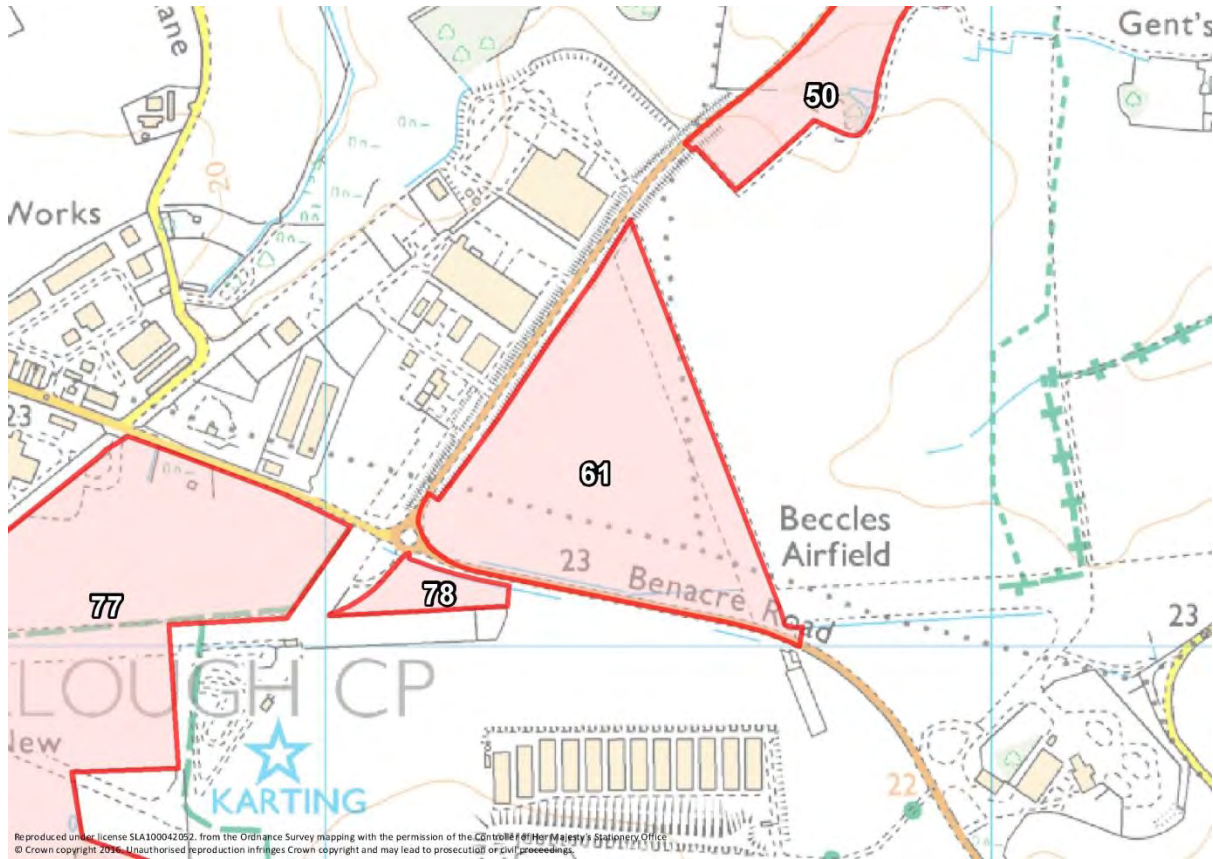 ane
Gent's
50
20
Works
23
61
Beccles
Airfield
23
Benacre Road
77
78
23
LOUGH CP
New
KARTING
22
Reproduced under license SLA100042052. from the Ordnance Survey mapping with the permission of the Controller of Her Majesty's Stationery Office
© Crown copyright 2016. Unauthorised reproduction infringes Crown copyright and may lead to prosecution or civil proceedings.